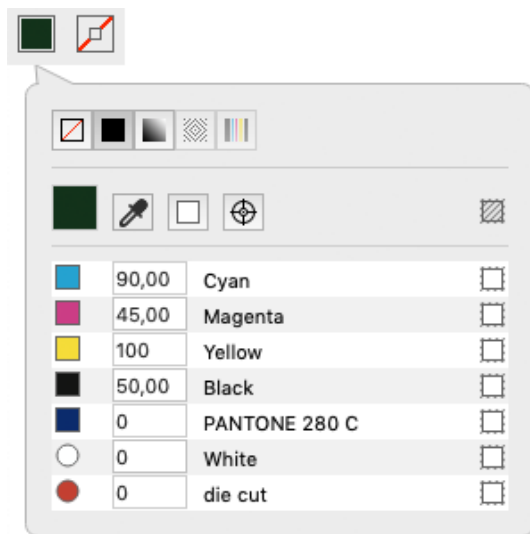 90,00 Cyan
45,00 Magenta
100 Yellow
50,00 Black
0 PANTONE 280 C
0 White
0 die cut